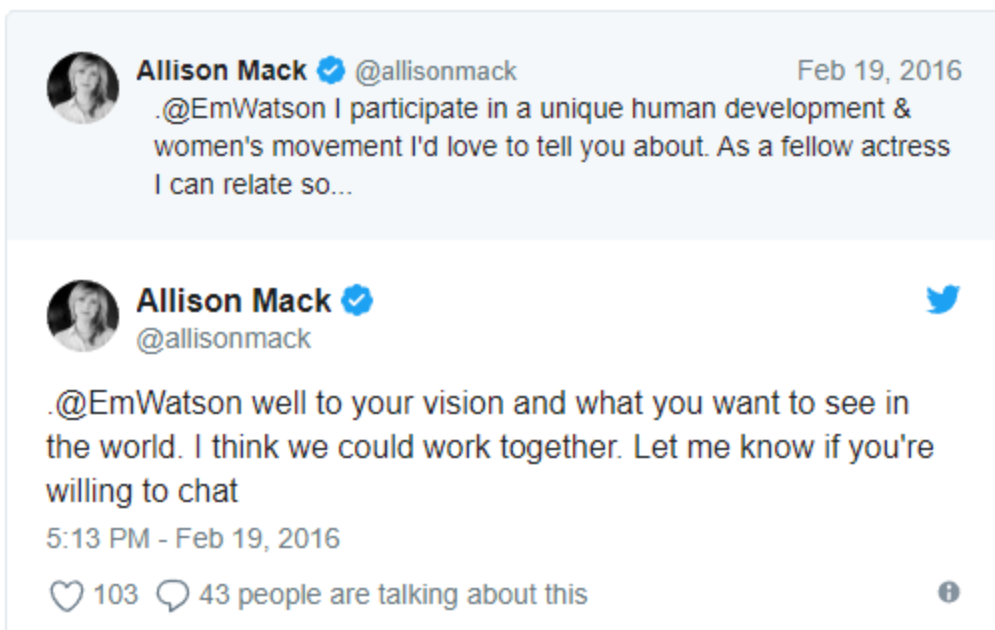 Allison Mack @allisonmack Feb 19, 2016
.@EmWatson I participate in a unique human development &
women's movement I'd love to tell you about. As a fellow actress
I can relate so...
Allison Mack
@allisonmack
.@EmWatson well to your vision and what you want to see in
the world. I think we could work together. Let me know if you're
willing to chat
5:13 PM - Feb 19, 2016
103 43 people are talking about this